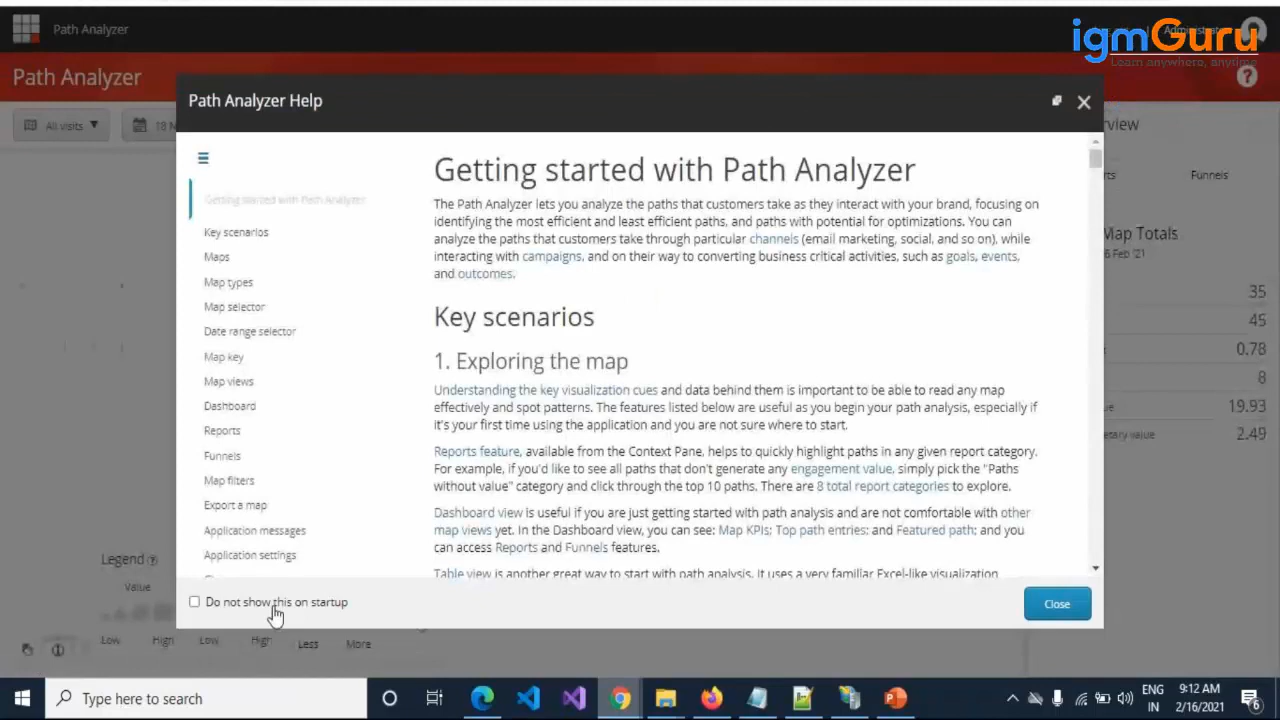 Path Analyzer
igmGuru
Learn anywhere, anytime
Path Analyzer
?
All visits
18
Path Analyzer Help
Getting started with Path Analyzer
Key scenarios
Maps
Map types
Map selector
Date range selector
Map key
Map views
Dashboard
Reports
Funnels
Map filters
Export a map
Application messages
Application settings
Getting started with Path Analyzer
The Path Analyzer lets you analyze the paths that customers take as they interact with your brand, focusing on
identifying the most efficient and least efficient paths, and paths with potential for optimizations. You can
analyze the paths that customers take through particular channels (email marketing, social, and so on), while
interacting with campaigns, and on their way to converting business critical activities, such as goals, events,
and outcomes.
Key scenarios
1. Exploring the map
Understanding the key visualization cues and data behind them is important to be able to read any map
effectively and spot patterns. The features listed below are useful as you begin your path analysis, especially if
it's your first time using the application and you are not sure where to start.
Reports feature, available from the Context Pane, helps to quickly highlight paths in any given report category.
For example, if you'd like to see all paths that don't generate any engagement value, simply pick the "Paths
without value" category and click through the top 10 paths. There are 8 total report categories to explore.
Dashboard view is useful if you are just getting started with path analysis and are not comfortable with other
map views yet. In the Dashboard view, you can see: Map KPIs; Top path entries; and Featured path; and you
can access Reports and Funnels features.
Table view is another great way to start with path analysis. It uses a very familiar Excel-like visualization
Do not show this on startup
Close
rview
rts
Funnels
Map Totals
Feb '21
35
45
0.78
8
19.93
etary value
2.49
Legend
Value
Low
High
Low
High
Less
More
Type here to search
ENG
IN
9:12 AM
2/16/2021
6